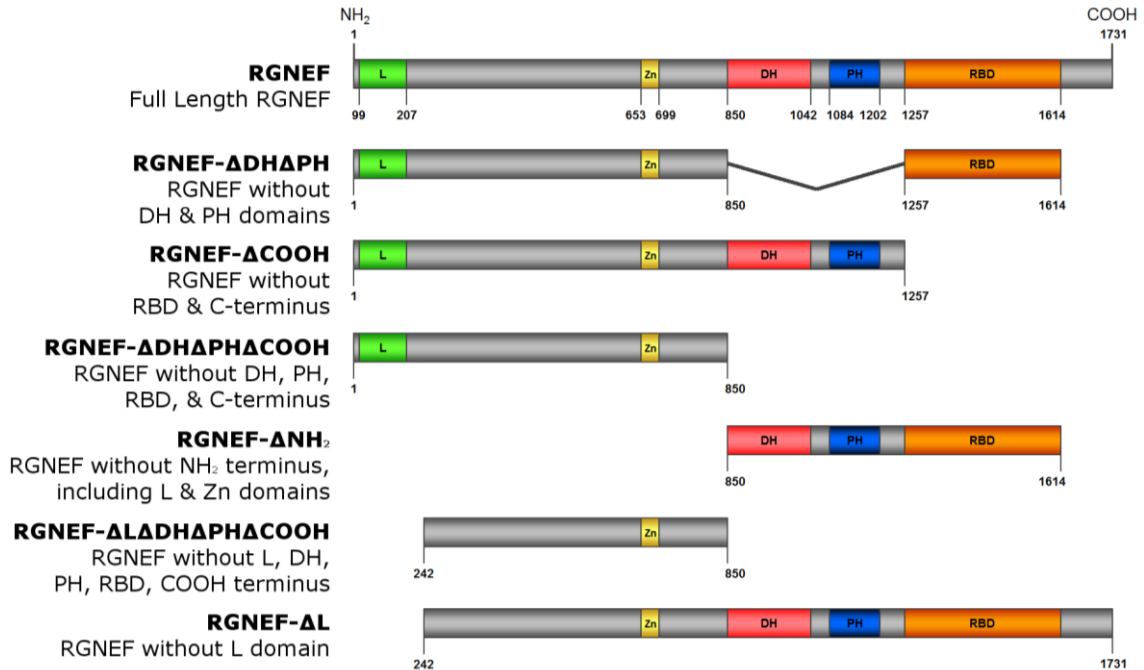 NH₂ COOH
1 1731
RGNEF
Full Length RGNEF
L Zn DH PH RBD
99 207 653 699 850 1042 1084 1202 1257 1614
RGNEF-ΔDHΔPH
RGNEF without
DH & PH domains
L Zn RBD
1 850 1257 1614
RGNEF-ΔCOOH
RGNEF without
RBD & C-terminus
L Zn DH PH
1 1257
RGNEF-ΔDHΔPHΔCOOH
RGNEF without DH, PH,
RBD, & C-terminus
L Zn
1 850
RGNEF-ΔNH₂
RGNEF without NH₂ terminus,
including L & Zn domains
DH PH RBD
850 1614
RGNEF-ΔLΔDHΔPHΔCOOH
RGNEF without L, DH,
PH, RBD, COOH terminus
Zn
242 850
RGNEF-ΔL
RGNEF without L domain
Zn DH PH RBD
242 1731